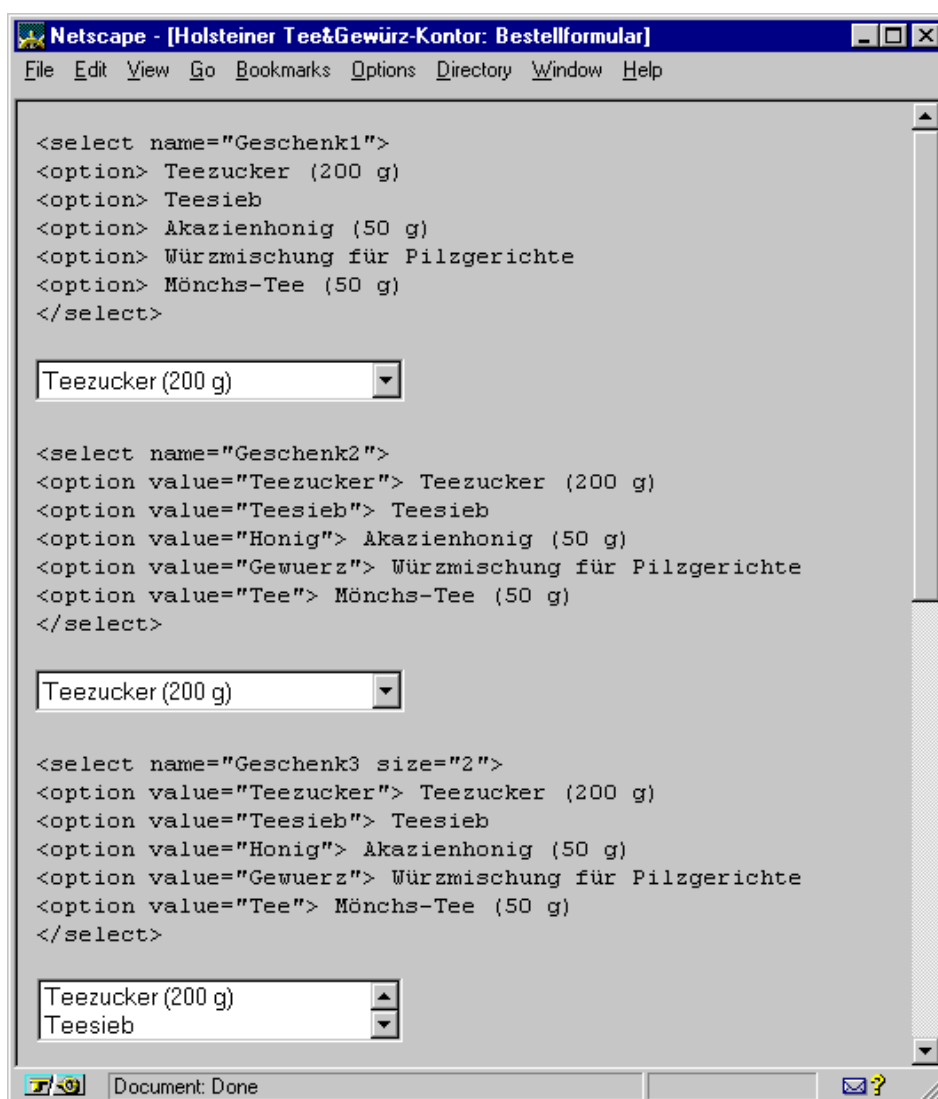 Netscape - [Holsteiner Tee&Gewürz-Kontor: Bestellformular]
File Edit View Go Bookmarks Options Directory Window Help
<select name="Geschenk1">
<option> Teezucker (200 g)
<option> Teesieb
<option> Akazienhonig (50 g)
<option> Würzmischung für Pilzgerichte
<option> Mönchs-Tee (50 g)
</select>
Teezucker (200 g)
<select name="Geschenk2">
<option value="Teezucker"> Teezucker (200 g)
<option value="Teesieb"> Teesieb
<option value="Honig"> Akazienhonig (50 g)
<option value="Gewuerz"> Würzmischung für Pilzgerichte
<option value="Tee"> Mönchs-Tee (50 g)
</select>
Teezucker (200 g)
<select name="Geschenk3 size="2">
<option value="Teezucker"> Teezucker (200 g)
<option value="Teesieb"> Teesieb
<option value="Honig"> Akazienhonig (50 g)
<option value="Gewuerz"> Würzmischung für Pilzgerichte
<option value="Tee"> Mönchs-Tee (50 g)
</select>
Teezucker (200 g)
Teesieb
Document: Done